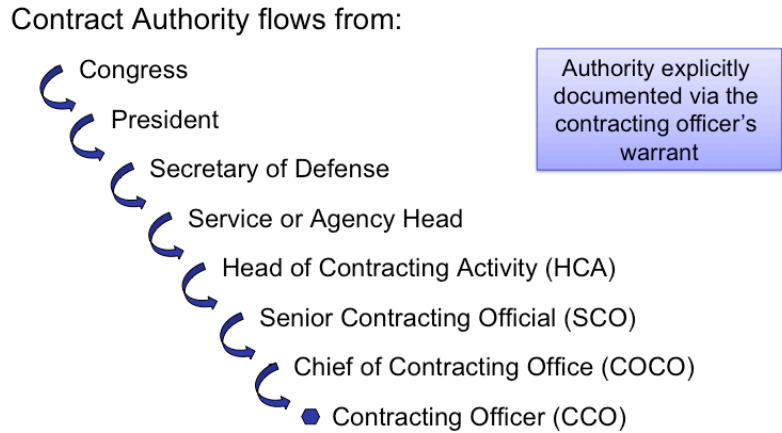 Contract Authority flows from:
Congress
President
Secretary of Defense
Service or Agency Head
Head of Contracting Activity (HCA)
Senior Contracting Official (SCO)
Chief of Contracting Office (COCO)
Contracting Officer (CCO)
Authority explicitly
documented via the
contracting officer's
warrant